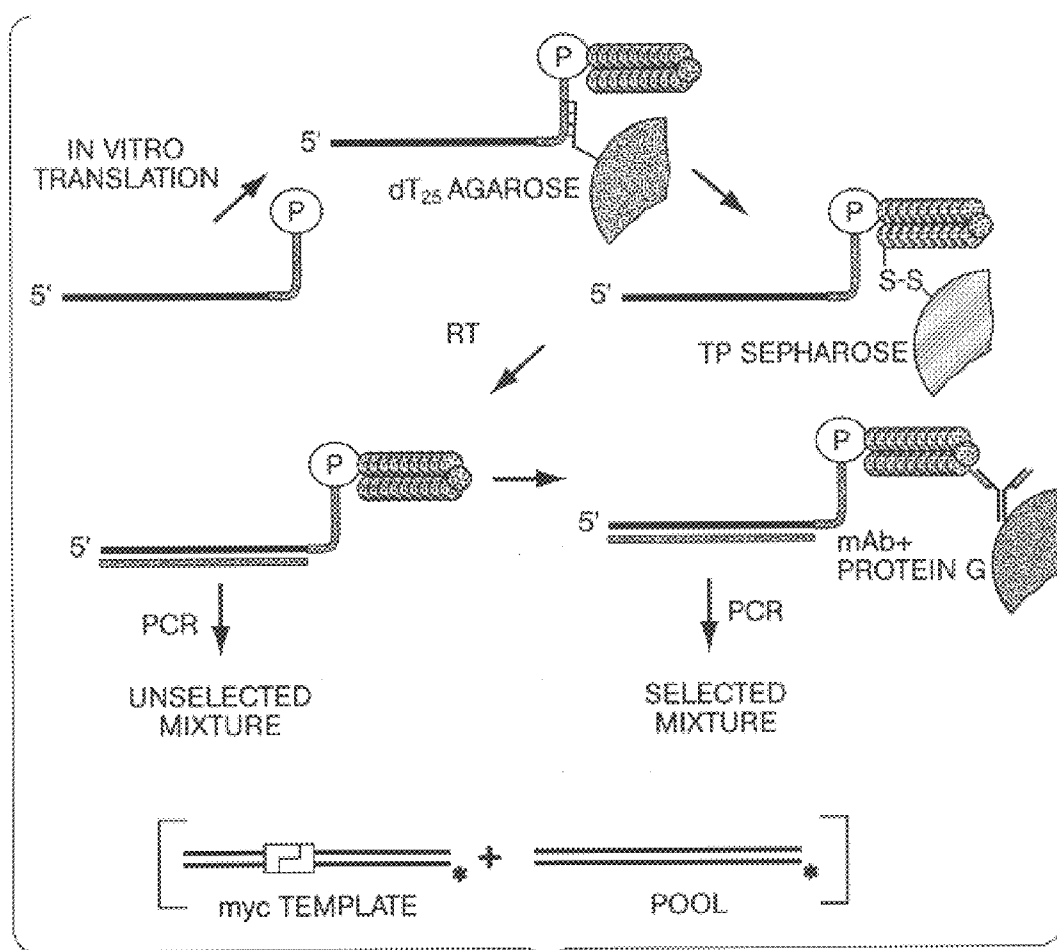 P
5'
IN VITRO
TRANSLATION
dT25 AGAROSE
P
5'
P
S-S
5'
TP SEPHAROSE
RT
P
5'
P
5'
mAb+
PROTEIN G
PCR
PCR
UNSELECTED
MIXTURE
SELECTED
MIXTURE
* + *
myc TEMPLATE
POOL